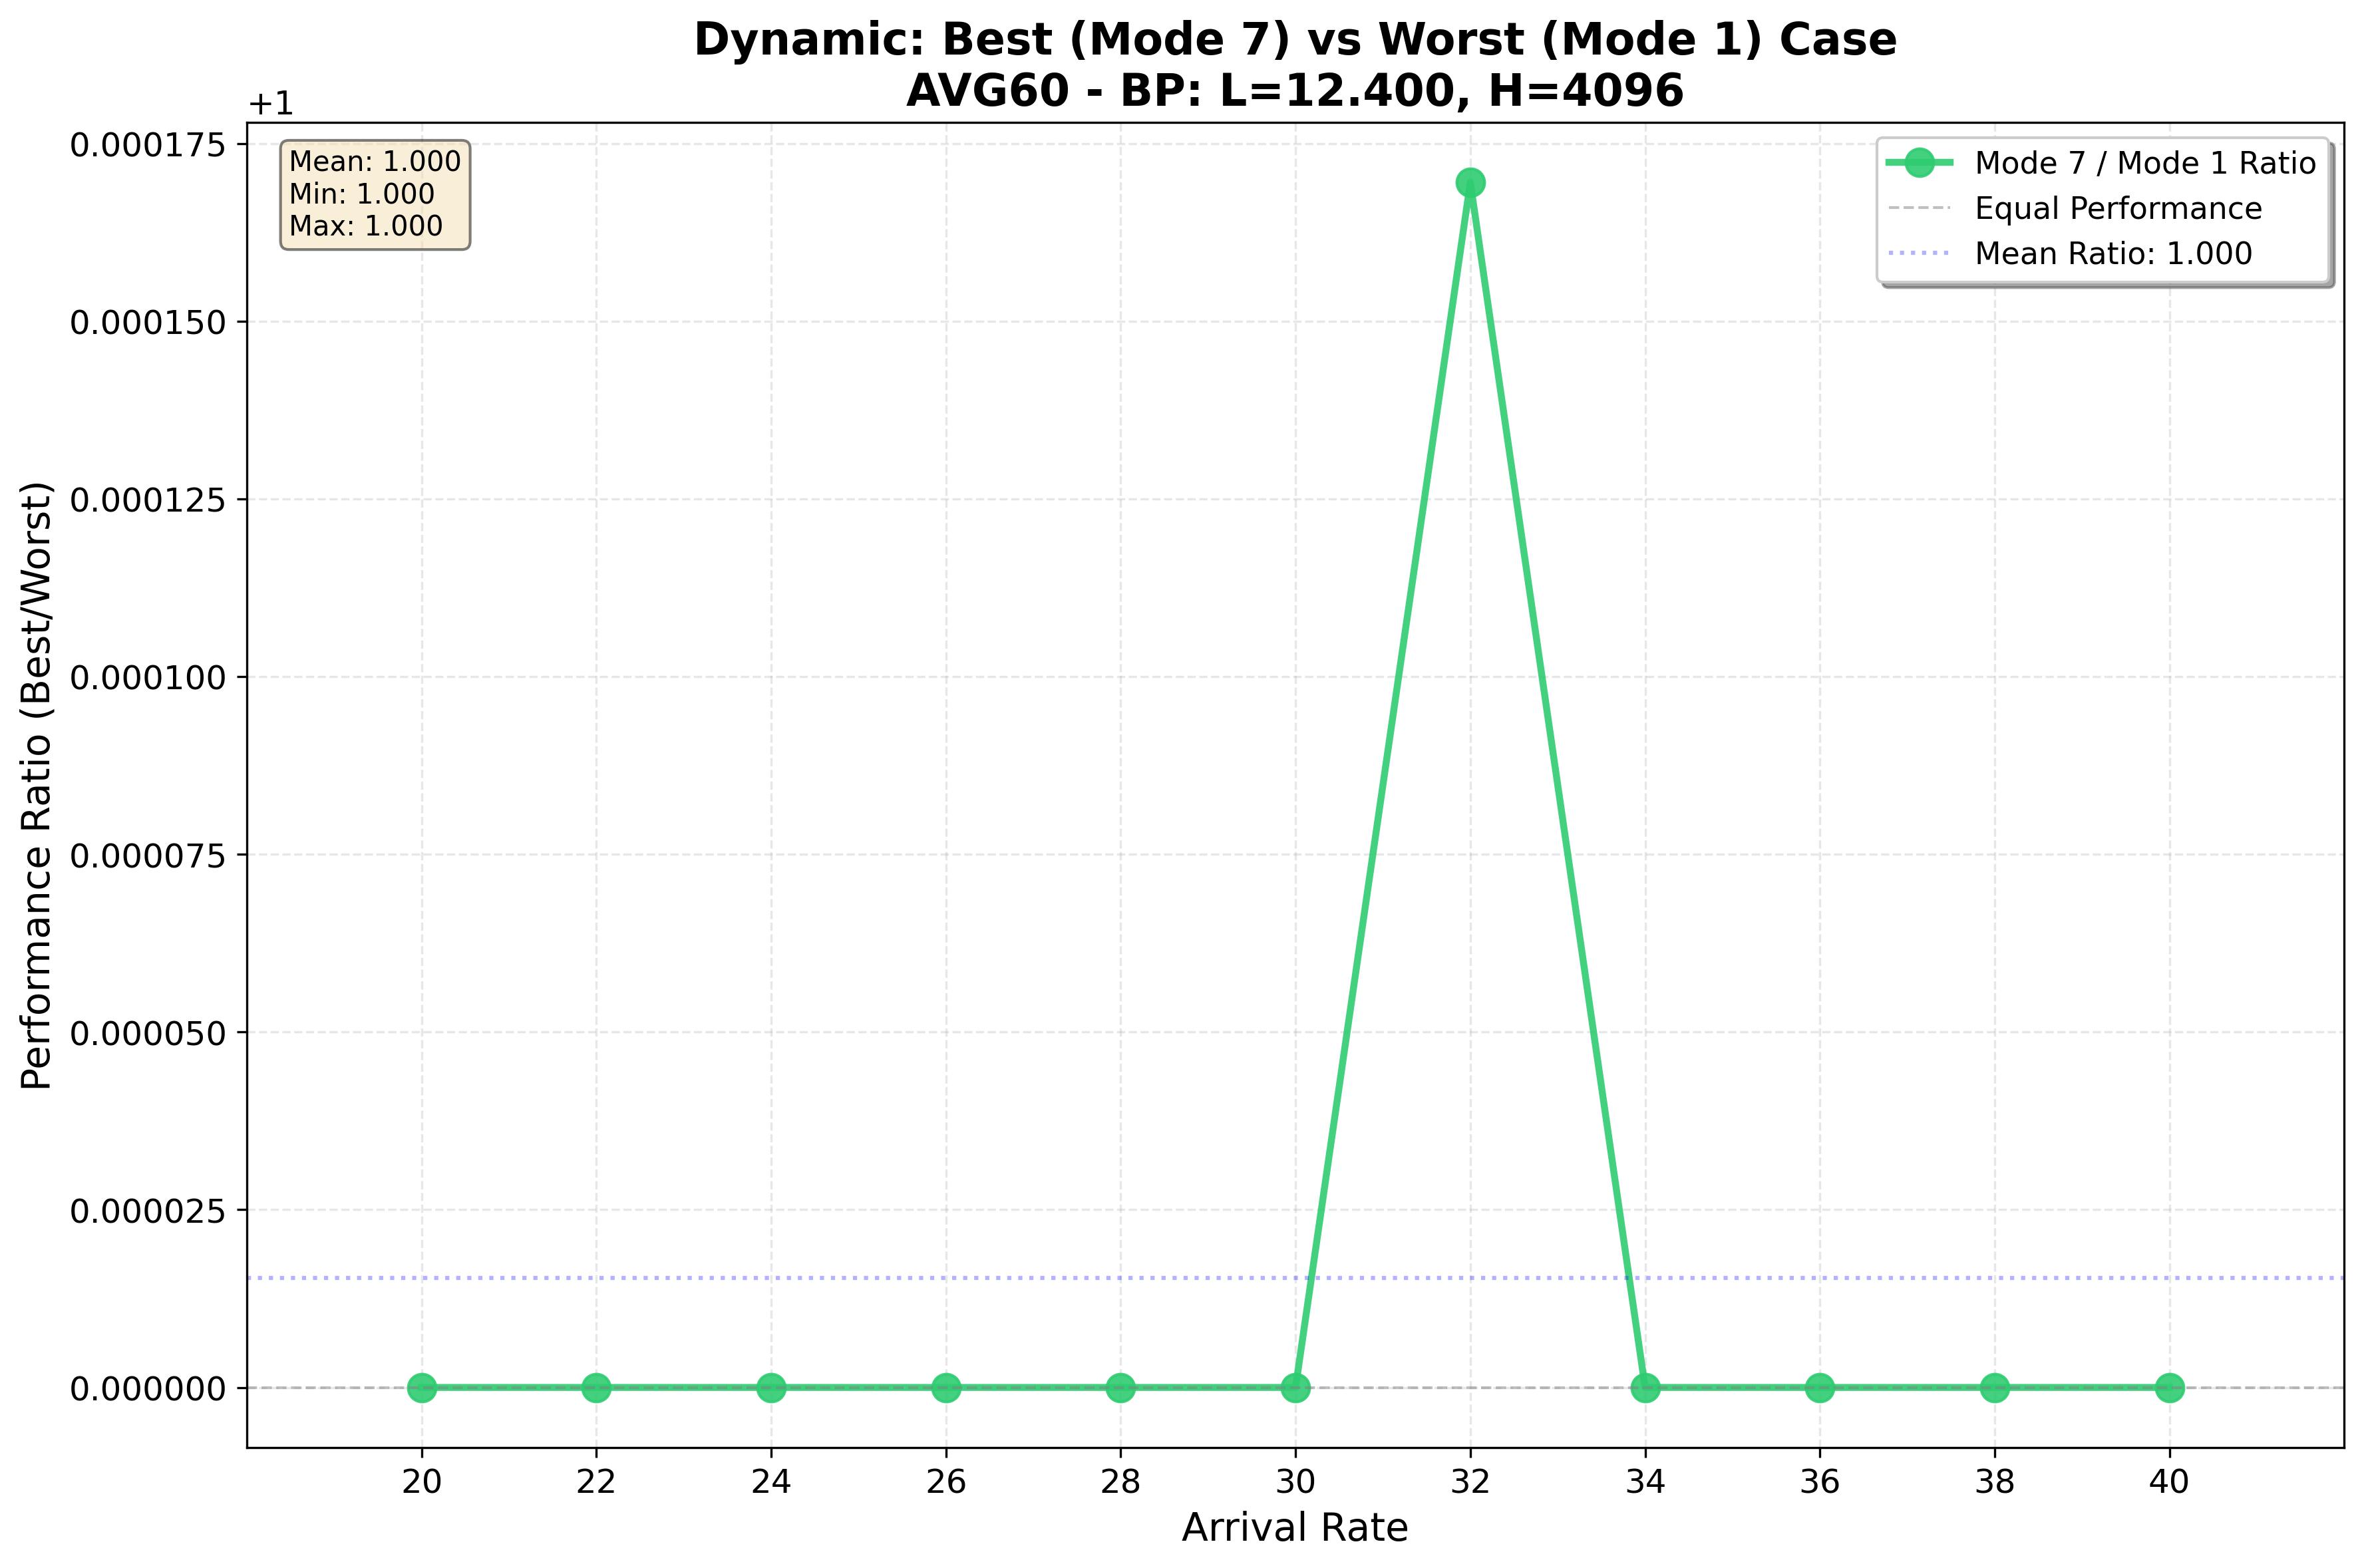 Dynamic: Best (Mode 7) vs Worst (Mode 1) Case
AVG60 - BP: L=12.400, H=4096
+1
0.000175
0.000150
0.000125
0.000100
0.000075
0.000050
0.000025
0.000000
Performance Ratio (Best/Worst)
Mean: 1.000
Min: 1.000
Max: 1.000
Mode 7 / Mode 1 Ratio
Equal Performance
Mean Ratio: 1.000
20 22 24 26 28 30 32 34 36 38 40
Arrival Rate